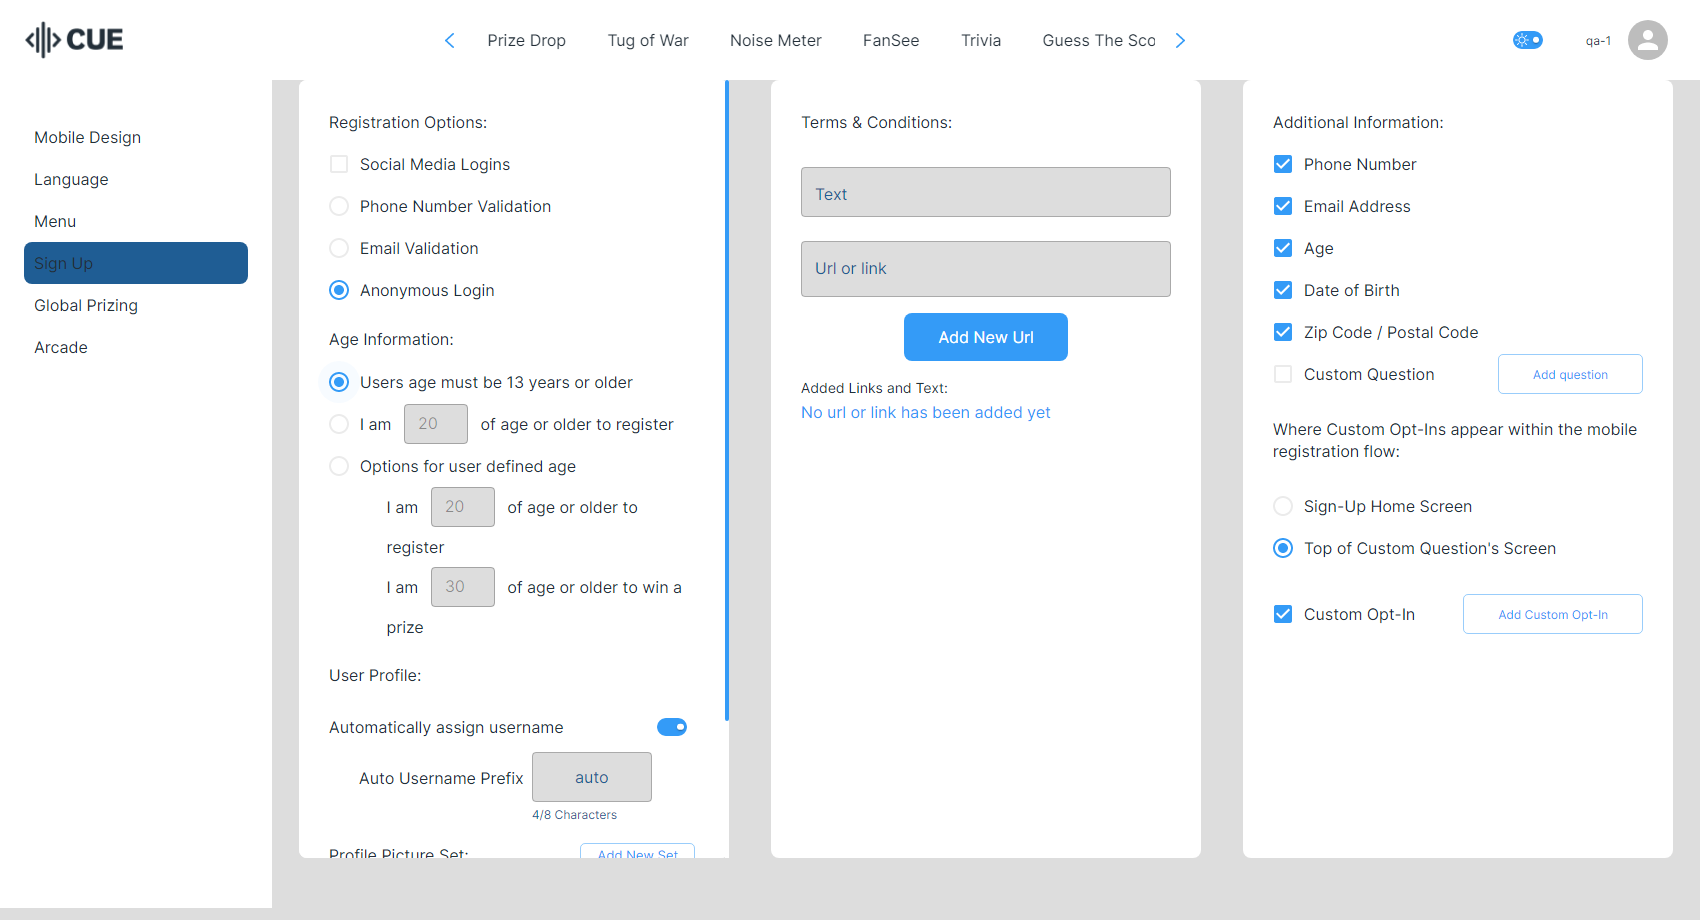 CUE
Prize Drop
Tug of War
Noise Meter
FanSee
Trivia
Guess The Sco
qa-1
Mobile Design
Language
Menu
Sign Up
Global Prizing
Arcade
Registration Options:
Social Media Logins
Phone Number Validation
Email Validation
Anonymous Login
Age Information:
Users age must be 13 years or older
I am 20 of age or older to register
Options for user defined age
I am 20 of age or older to
register
I am 30 of age or older to win a
prize
User Profile:
Automatically assign username
Auto Username Prefix auto
4/8 Characters
Profile Picture Set: Add New Set
Terms & Conditions:
Text
Url or link
Add New Url
Added Links and Text:
No url or link has been added yet
Additional Information:
Phone Number
Email Address
Age
Date of Birth
Zip Code / Postal Code
Custom Question Add question
Where Custom Opt-Ins appear within the mobile
registration flow:
Sign-Up Home Screen
Top of Custom Question's Screen
Custom Opt-In Add Custom Opt-In